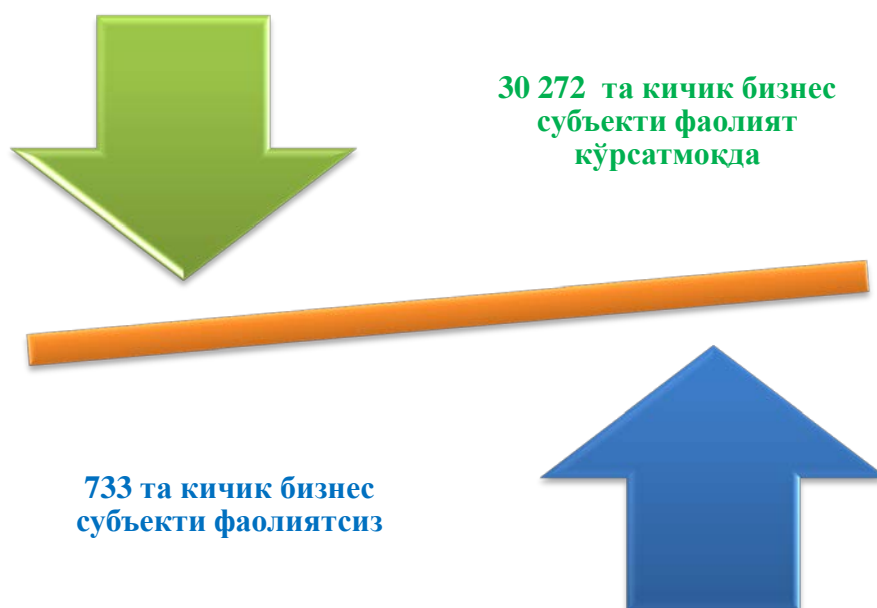 30 272 та кичик бизнес
субъекти фаолият
кўрсатмоқда
733 та кичик бизнес
субъекти фаолиятсиз